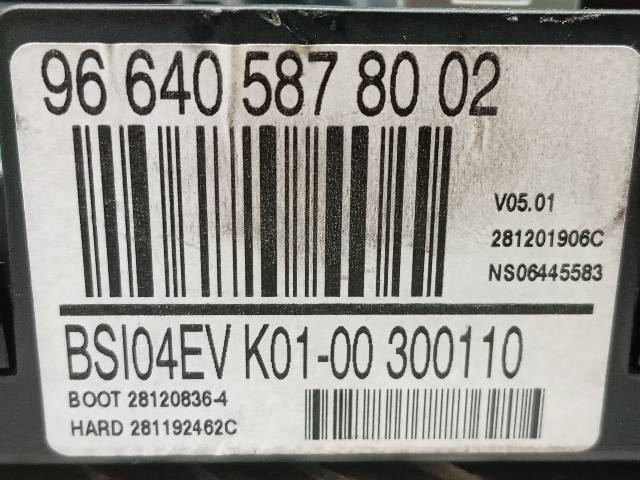 96 640 587 80 02
V05.01
281201906C
NS06445583
BSI04EV K01-00 300110
BOOT 28120836-4
HARD 281192462C